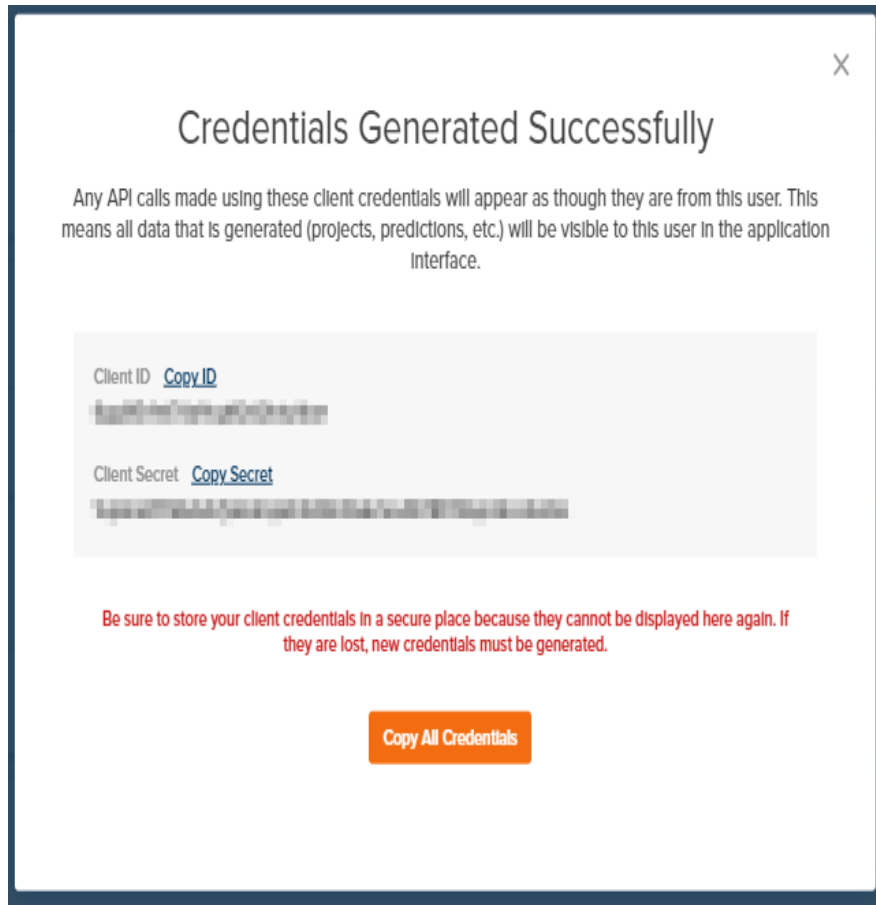 X
Credentials Generated Successfully
Any API calls made using these client credentials will appear as though they are from this user. This
means all data that is generated (projects, predictions, etc.) will be visible to this user in the application
interface.
Client ID Copy ID
Client Secret Copy Secret
Be sure to store your client credentials in a secure place because they cannot be displayed here again. If
they are lost, new credentials must be generated.
Copy All Credentials